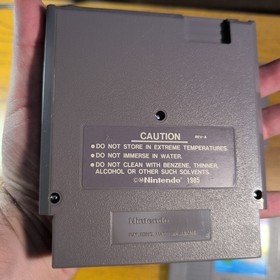 CAUTION REV-A
•DO NOT STORE IN EXTREME TEMPERATURES.
•DO NOT IMMERSE IN WATER.
•DO NOT CLEAN WITH BENZENE, THINNER,
ALCOHOL OR OTHER SUCH SOLVENTS.
©®Nintendo® 1985
Nintendo